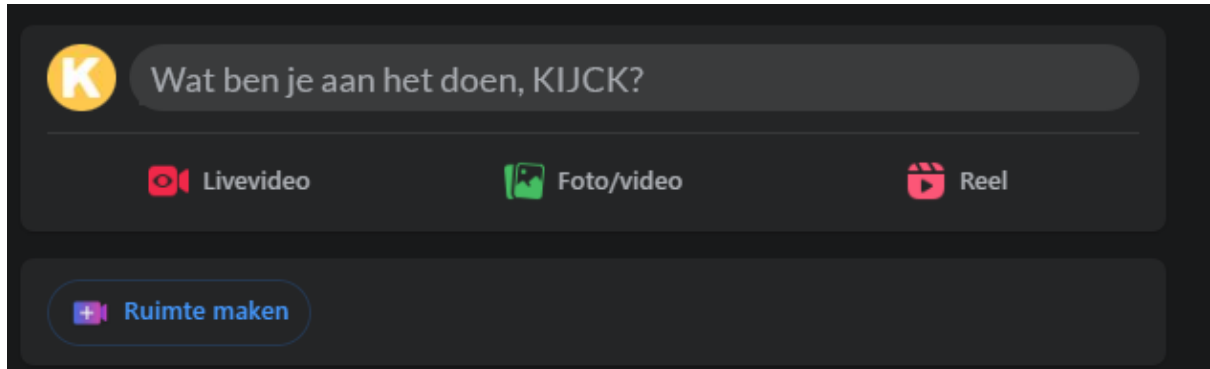 K
Wat ben je aan het doen, KIJCK?
Livevideo
Foto/video
Reel
Ruimte maken